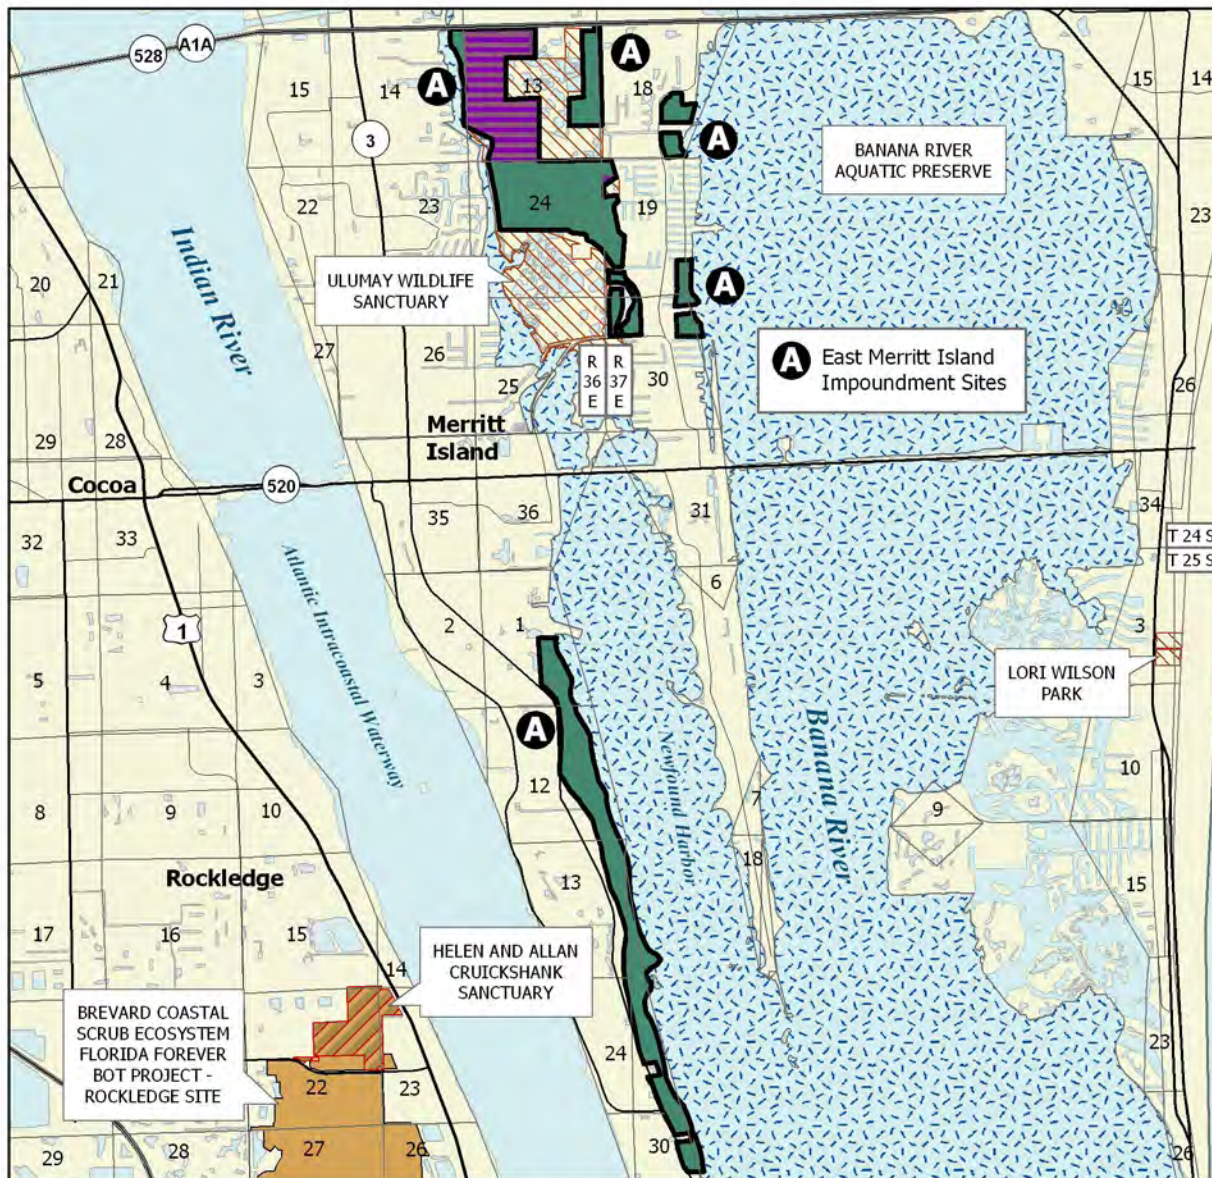 528
A1A
15
14
3
A
13
A
18
A
15
14
BANANA RIVER
AQUATIC PRESERVE
22
23
24
19
23
Indian River
20
21
ULUMAY WILDLIFE
SANCTUARY
A
27
26
25
R
36
E
R
37
E
30
A
East Merritt Island
Impoundment Sites
26
29
28
Merritt
Island
Cocoa
520
32
33
35
36
31
34
T 24 S
T 25 S
Atlantic Intracoastal Waterway
1
2
1
6
3
5
4
3
LORI WILSON
PARK
A
Newfound Harbor
Banana River
8
9
10
12
7
9
10
18
Rockledge
13
15
17
16
15
14
HELEN AND ALLAN
CRUICKSHANK
SANCTUARY
BREVARD COASTAL
SCRUB ECOSYSTEM
FLORIDA FOREVER
BOT PROJECT -
ROCKLEDGE SITE
22
23
24
23
29
28
27
26
30
26